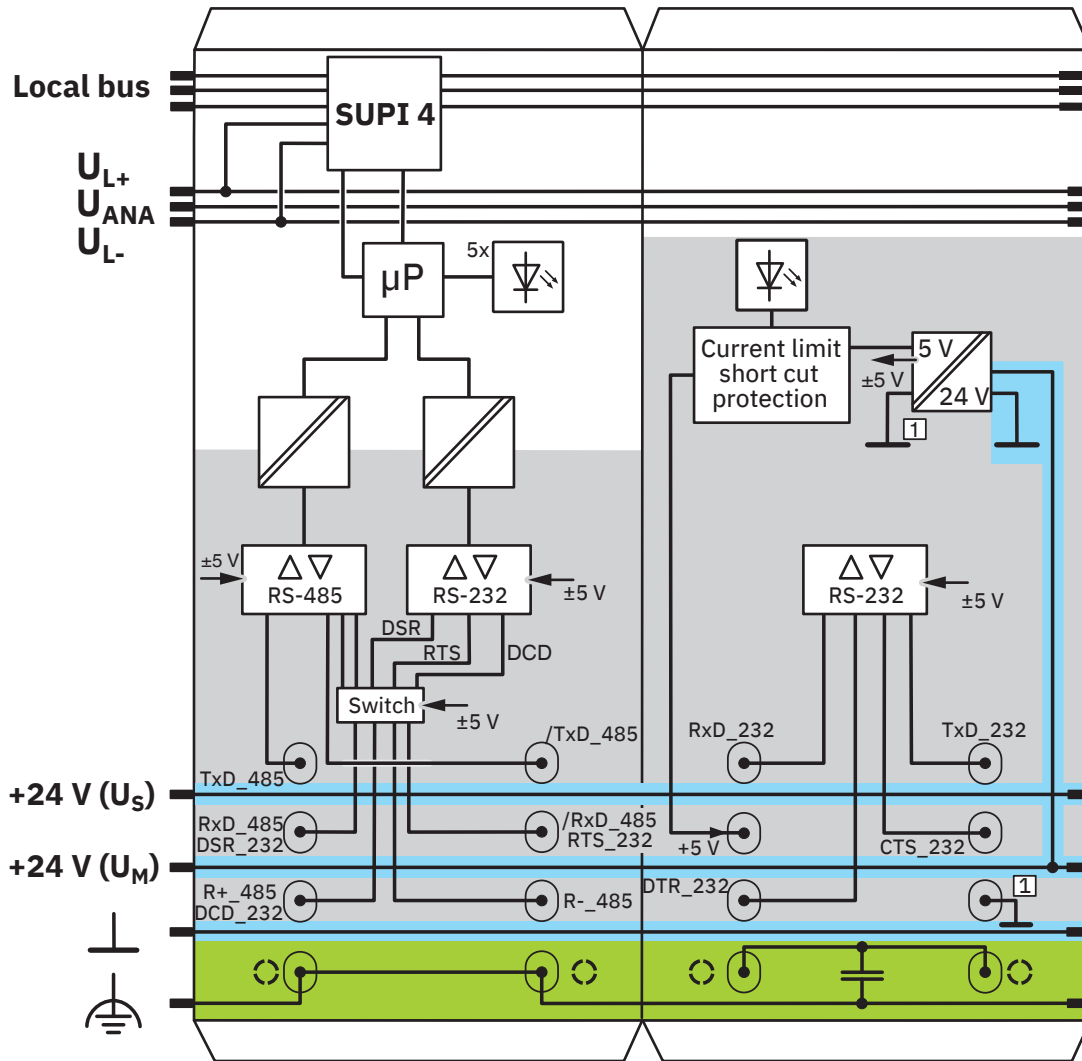 Local bus
SUPI 4
UL+
UANA
UL-
µP
5x
Current limit
short cut
protection
5 V
±5 V
24 V
1
±5 V
RS-485
RS-232
±5 V
RS-232
±5 V
DSR
RTS
DCD
Switch
±5 V
TxD_485
/TxD_485
RxD_232
TxD_232
+24 V (US)
RxD_485
DSR_232
/RxD_485
RTS_232
+5 V
CTS_232
+24 V (UM)
R+_485
DCD_232
R-_485
DTR_232
1